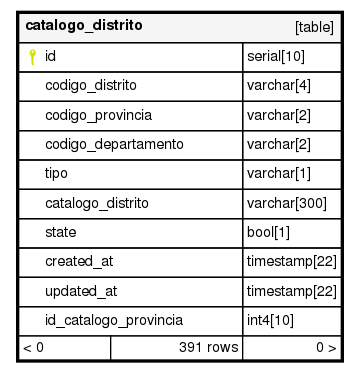 catalogo_distrito [table]
id serial[10]
codigo_distrito varchar[4]
codigo_provincia varchar[2]
codigo_departamento varchar[2]
tipo varchar[1]
catalogo_distrito varchar[300]
state bool[1]
created_at timestamp[22]
updated_at timestamp[22]
id_catalogo_provincia int4[10]
< 0 391 rows 0 >